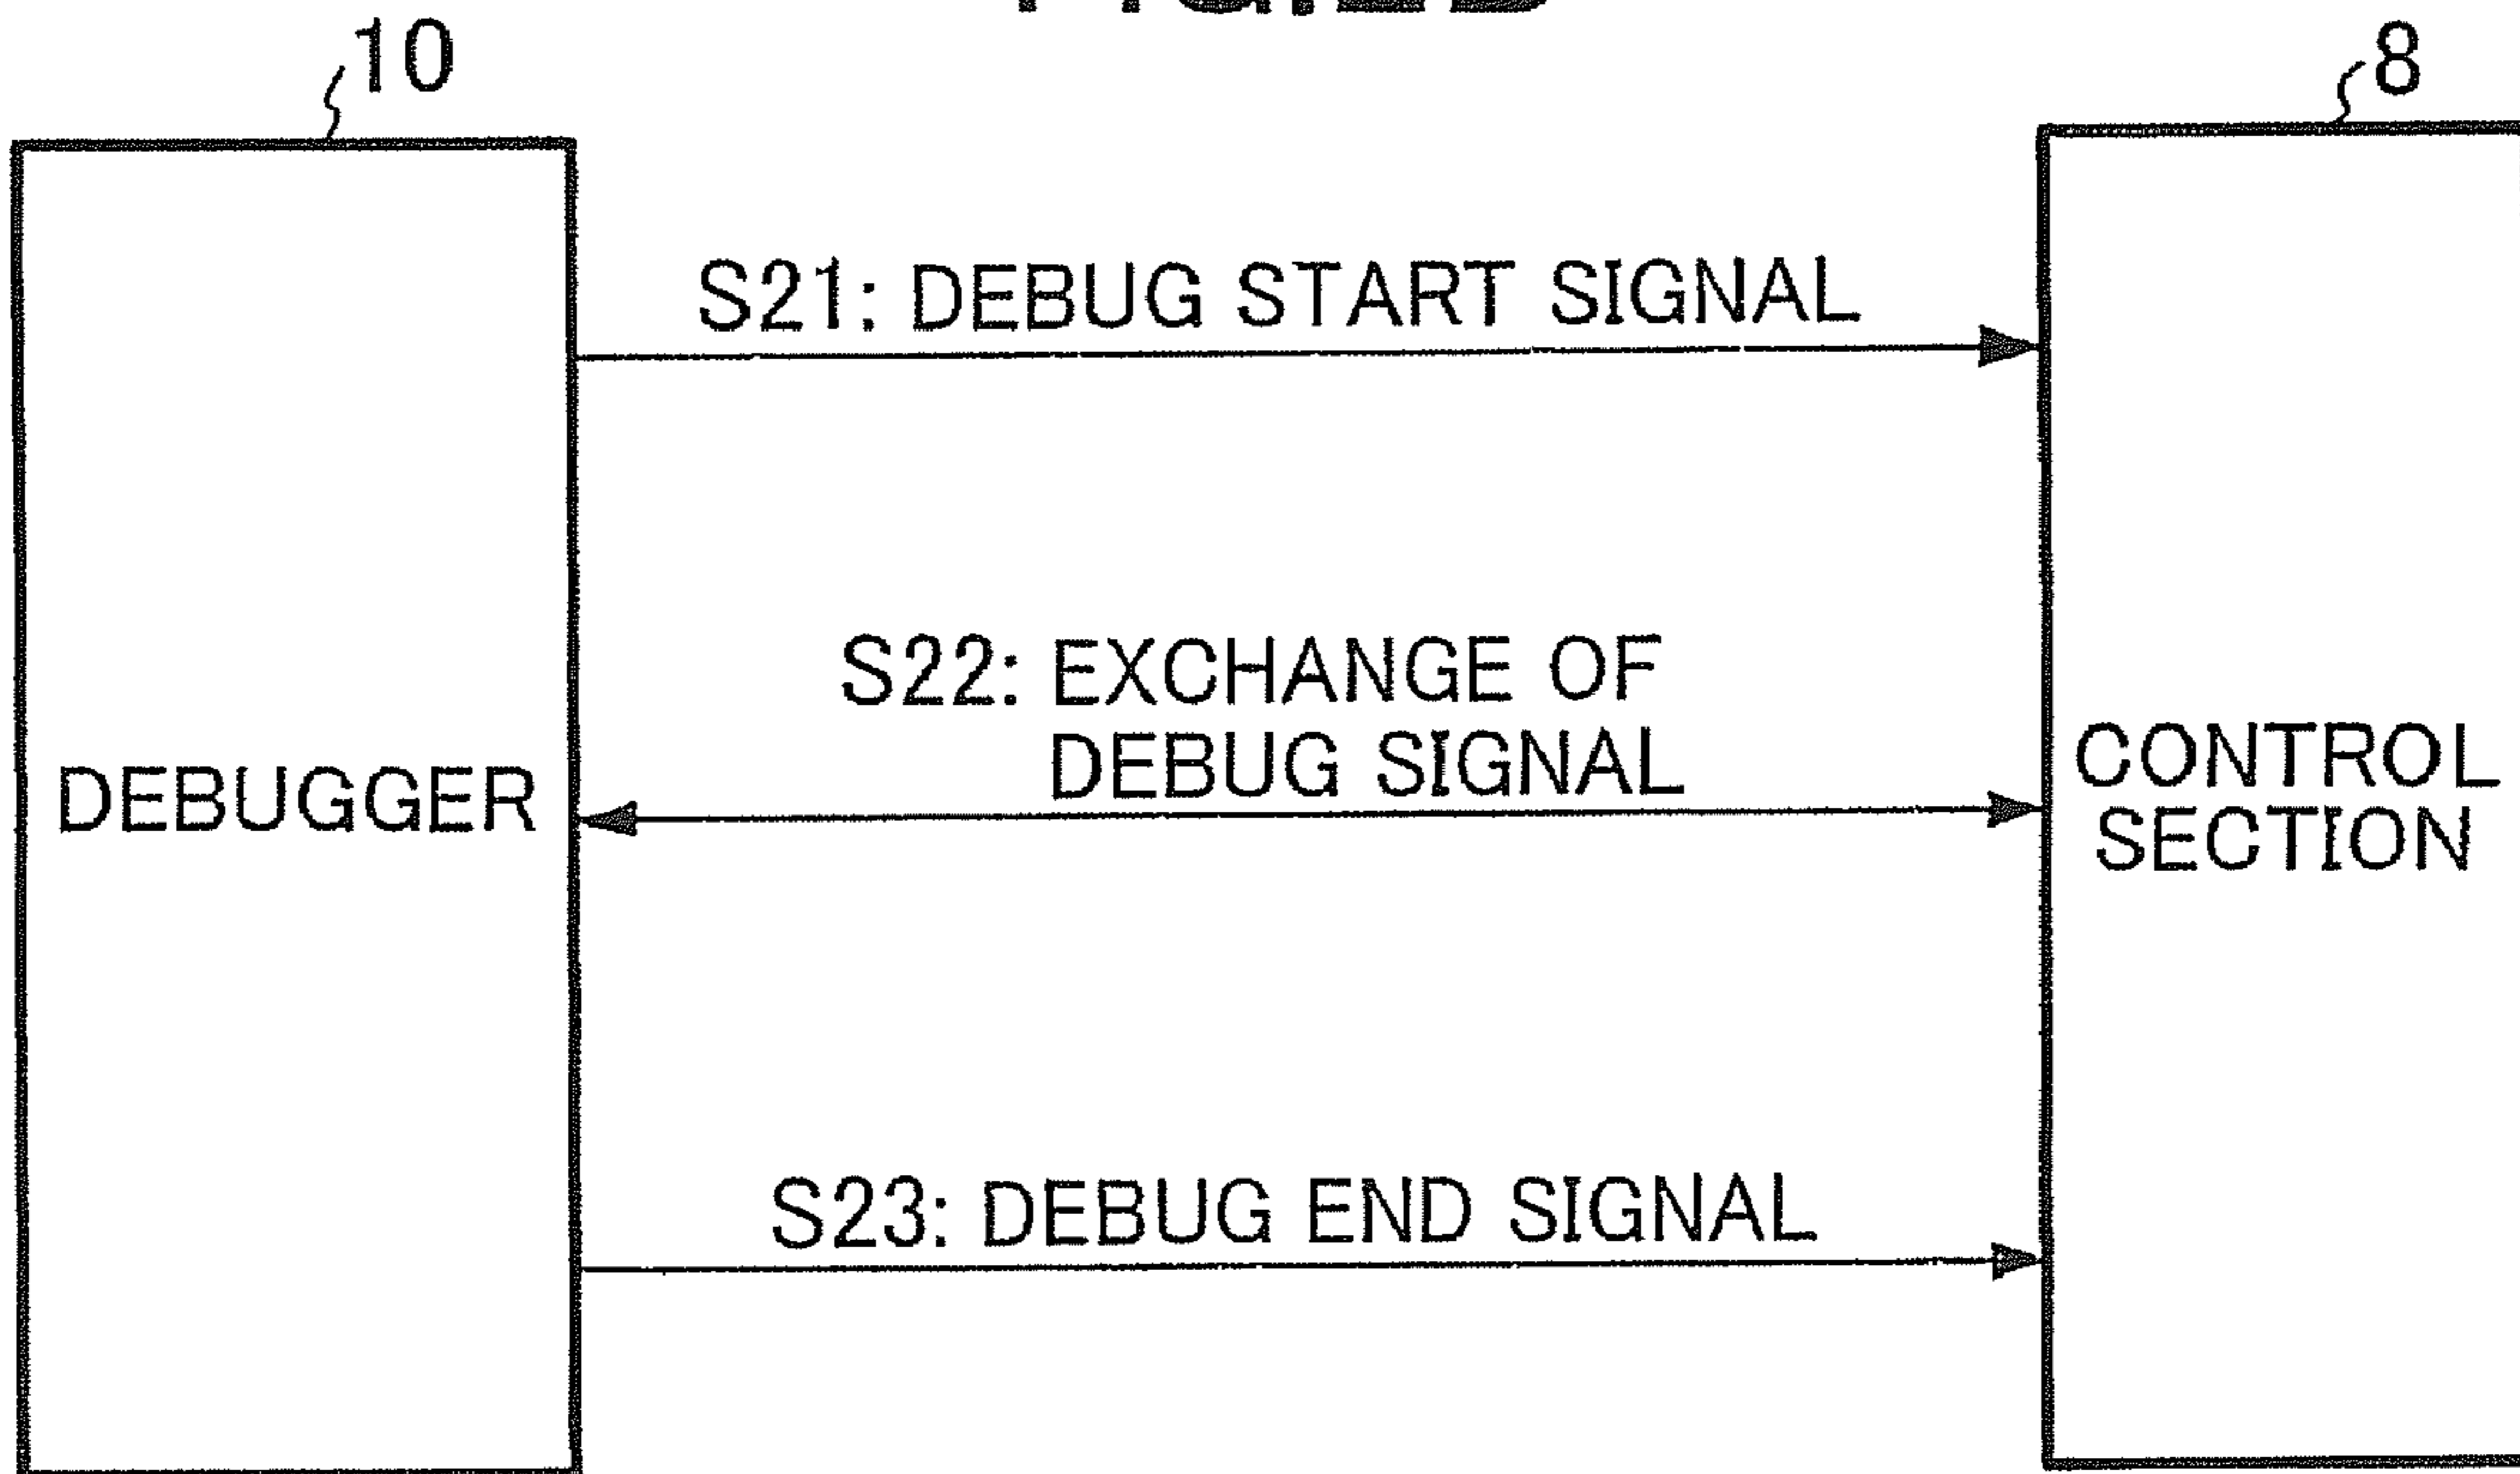 10
8
S21: DEBUG START SIGNAL
S22: EXCHANGE OF
DEBUG SIGNAL
DEBUGGER
CONTROL
SECTION
S23: DEBUG END SIGNAL